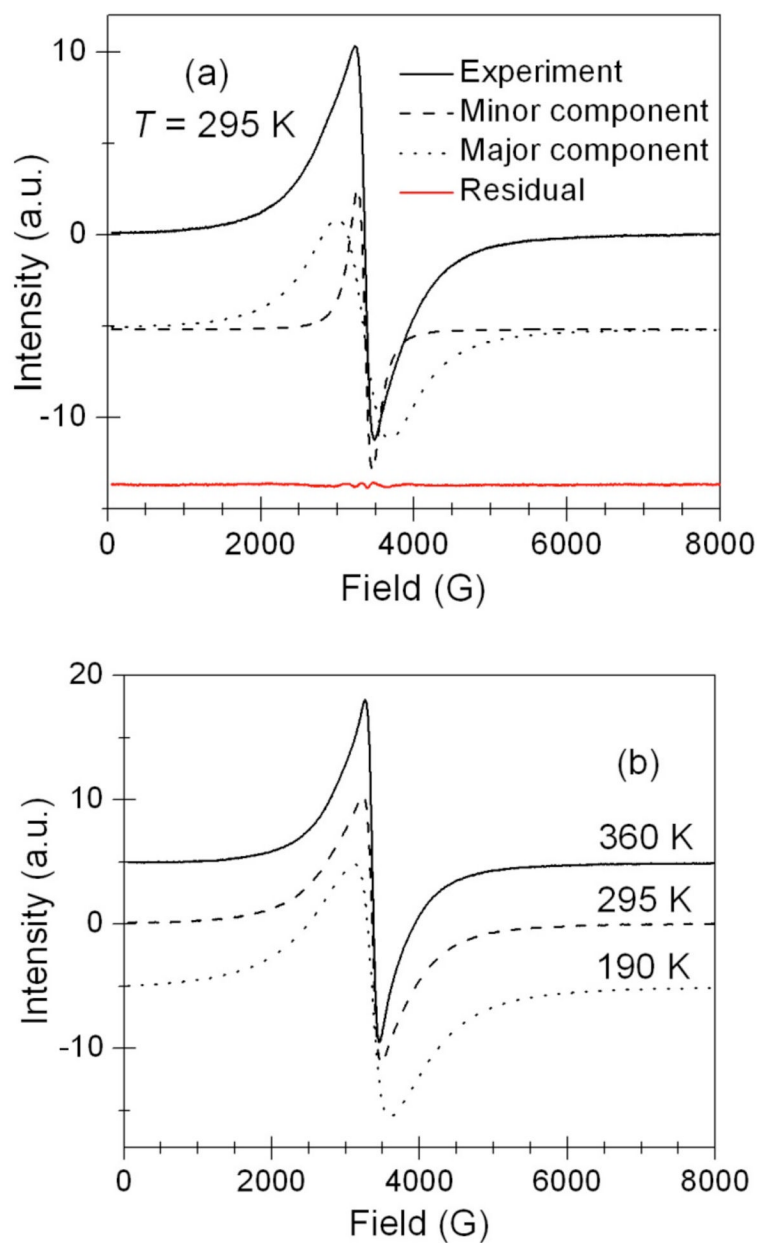 10
(a)
T = 295 K
Experiment
Minor component
Major component
Residual
0
-10
Intensity (a.u.)
0 2000 4000 6000 8000
Field (G)
20
(b)
10
360 K
295 K
0
190 K
-10
Intensity (a.u.)
0 2000 4000 6000 8000
Field (G)